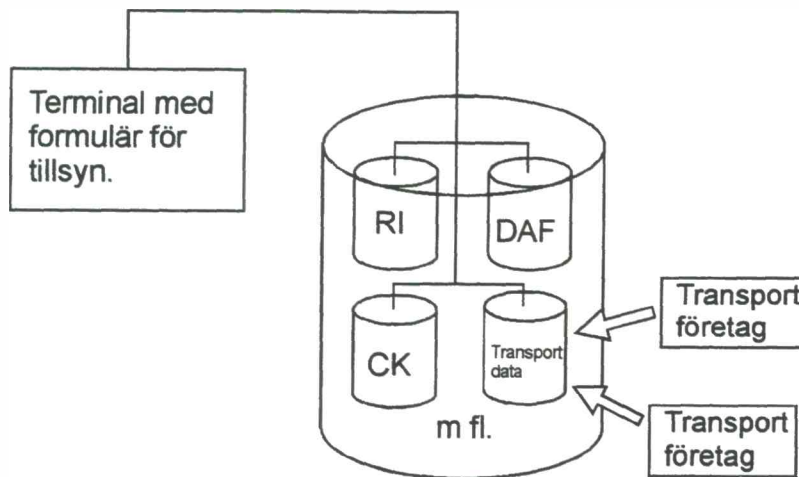 Terminal med
formulär för
tillsyn.
RI
DAF
CK
Transport
data
m fl.
Transport
företag
Transport
företag